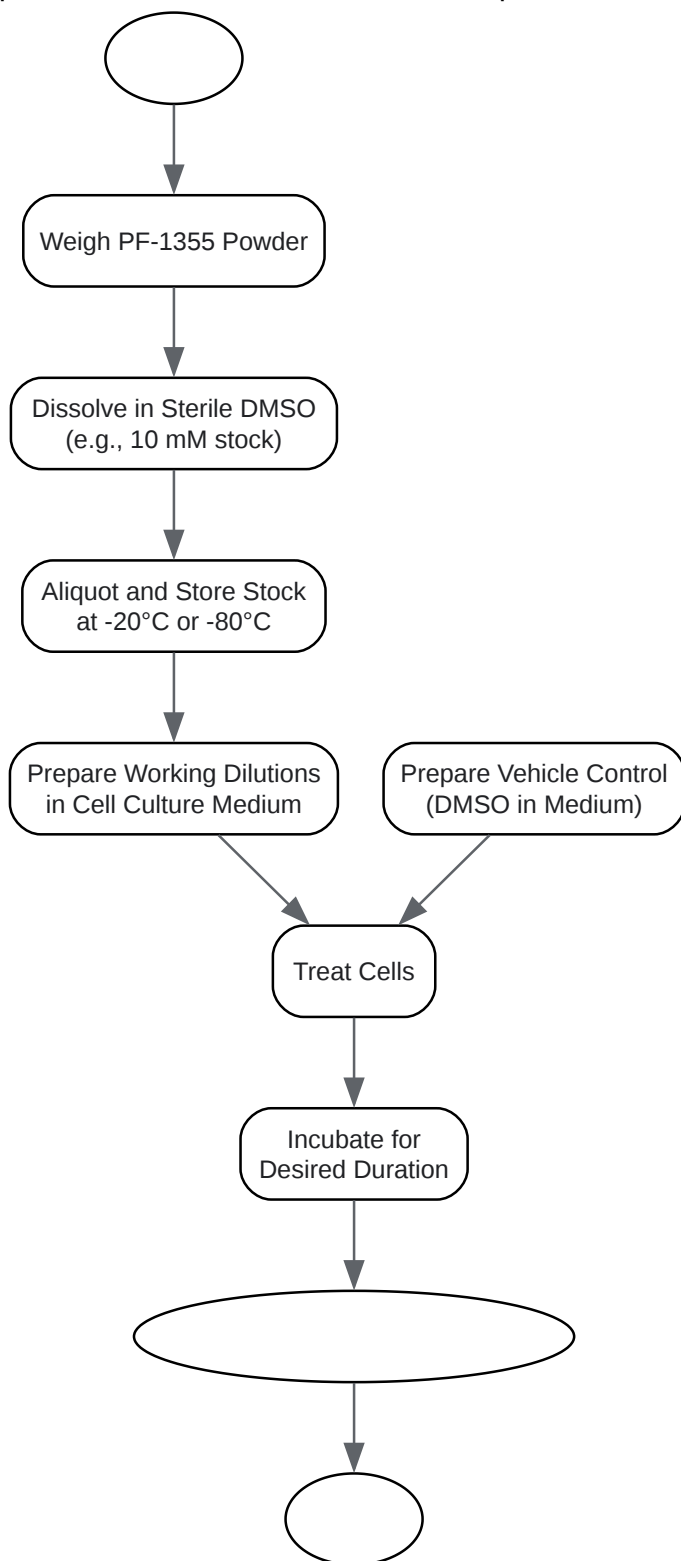 Weigh PF-1355 Powder
Dissolve in Sterile DMSO
(e.g., 10 mM stock)
Aliquot and Store Stock
at -20°C or -80°C
Prepare Working Dilutions
in Cell Culture Medium
Prepare Vehicle Control
(DMSO in Medium)
Treat Cells
Incubate for
Desired Duration